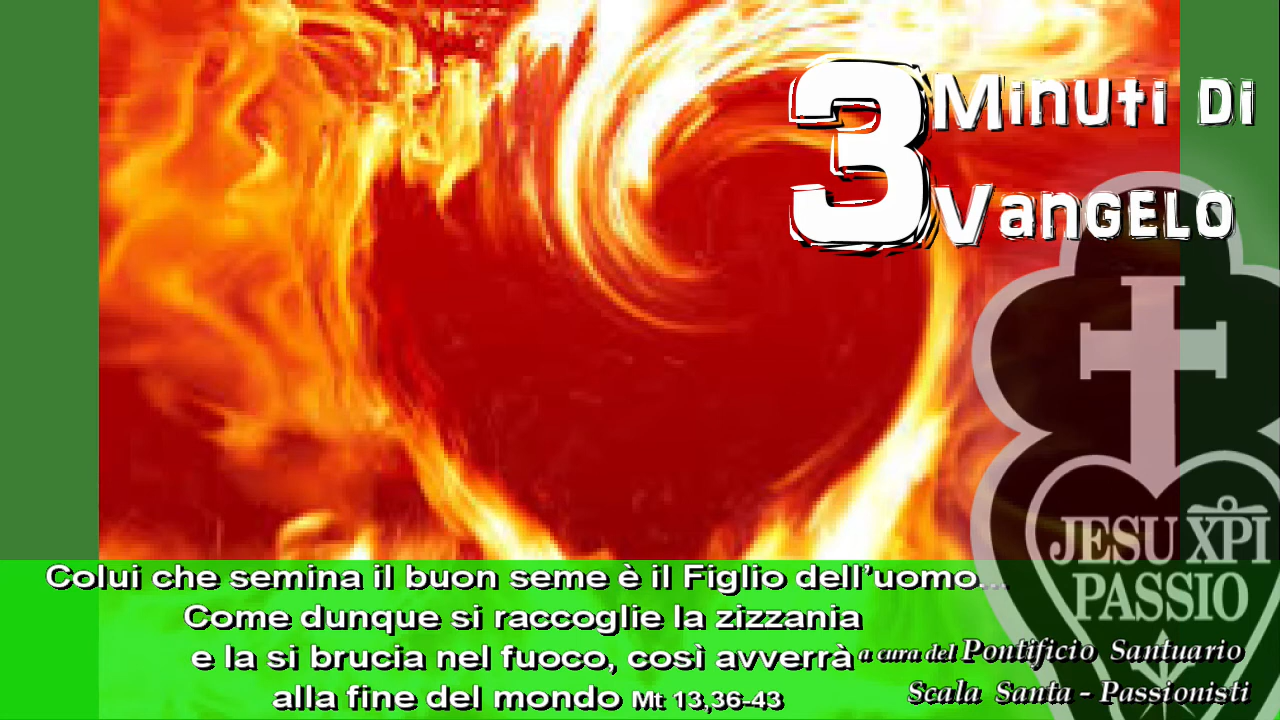 3 Minuti Di
Vangelo
JESU XPI
PASSIO
Colui che semina il buon seme è il Figlio dell’uomo...
Come dunque si raccoglie la zizzania
e la si brucia nel fuoco, così avverrà
alla fine del mondo Mt 13,36-43
a cura del Pontificio Santuario
Scala Santa - Passionisti